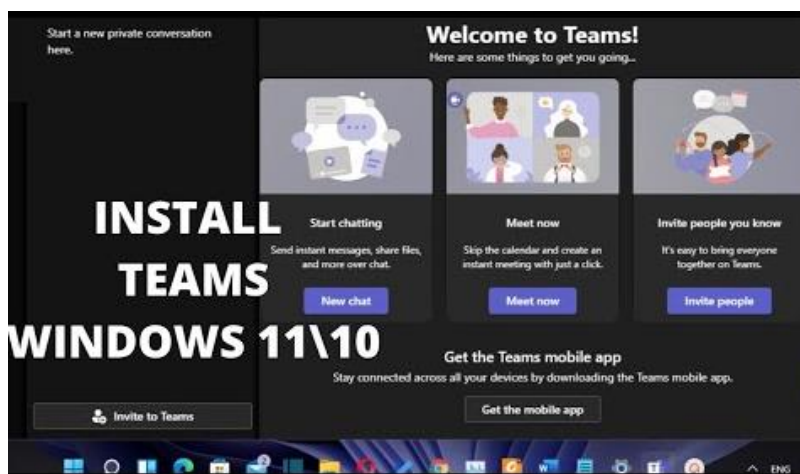 Start a new private conversation
here.
Welcome to Teams!
Here are some things to get you going...
Start chatting
Send instant messages, share files,
and more over chat.
New chat
Meet now
Skip the calendar and create an
instant meeting with just a click.
Meet now
Invite people you know
It's easy to bring everyone
together on Teams.
Invite people
INSTALL
TEAMS
WINDOWS 11\10
Get the Teams mobile app
Stay connected across all your devices by downloading the Teams mobile app.
Get the mobile app
Invite to Teams
ENG